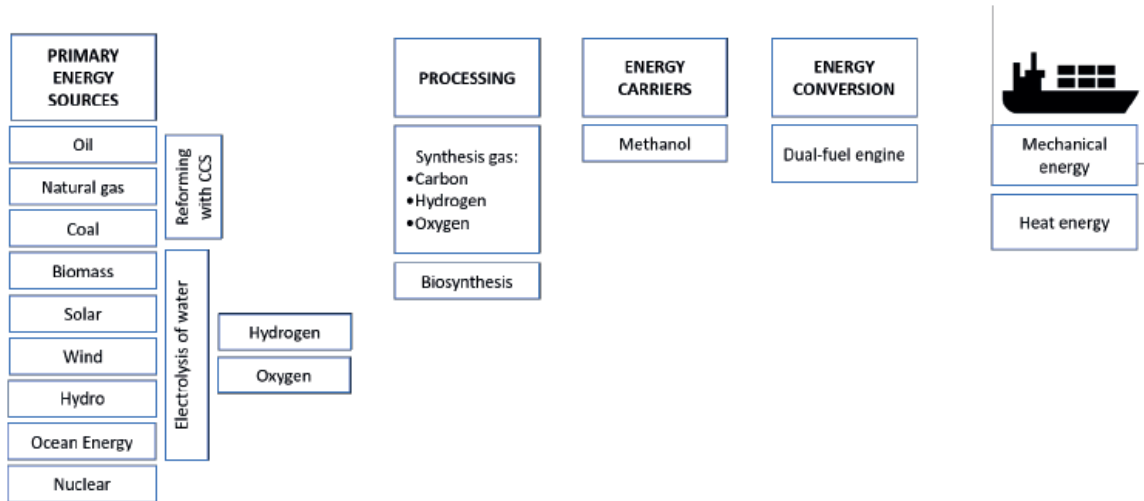 PRIMARY
ENERGY
SOURCES
Oil
Natural gas
Coal
Biomass
Solar
Wind
Hydro
Ocean Energy
Nuclear
Reforming
with CCS
Electrolysis of water
Hydrogen
Oxygen
PROCESSING
Synthesis gas:
•Carbon
•Hydrogen
•Oxygen
Biosynthesis
ENERGY
CARRIERS
Methanol
ENERGY
CONVERSION
Dual-fuel engine
Mechanical
energy
Heat energy